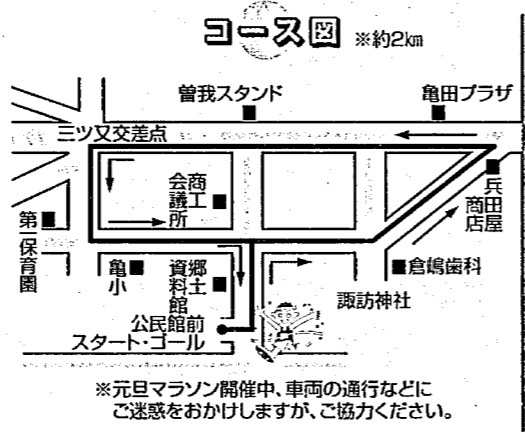 コース図 ※約2km
曽我スタンド
亀田プラザ
三ツ又交差点
商工
会議所
兵田屋
商店
第一保育園
亀小
郷土
資料館
倉嶋歯科
諏訪神社
公民館前
スタート・ゴール
※元旦マラソン開催中、車両の通行などに
ご迷惑をおかけしますが、ご協力ください。